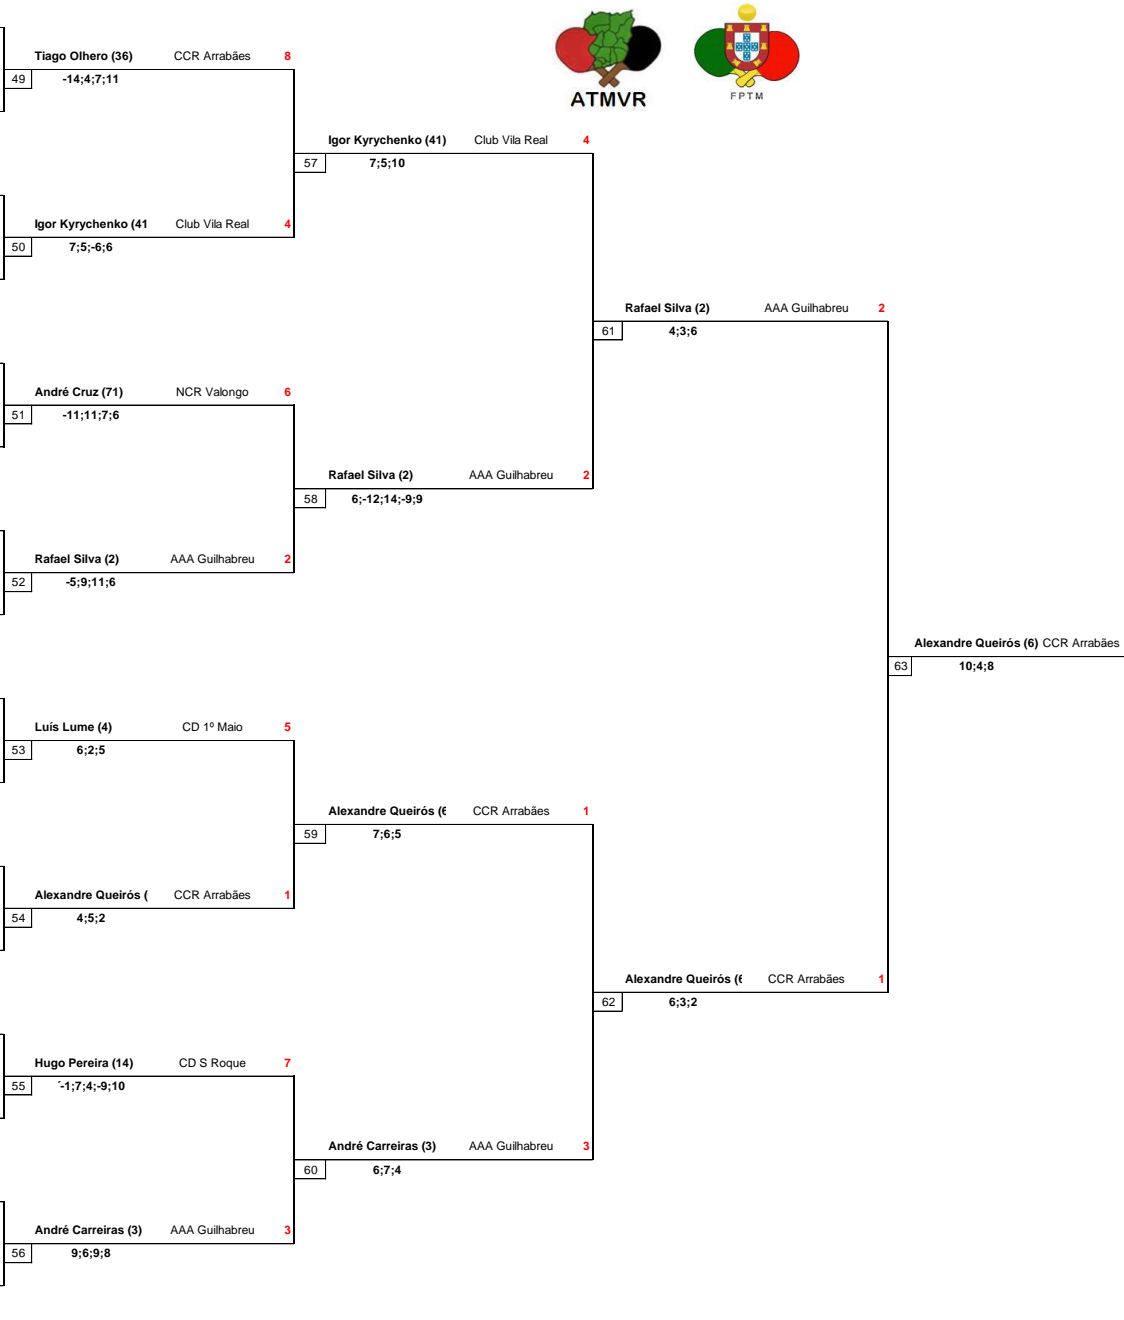 ATMVR
FPTM
Tiago Olhero (36) CCR Arrabães 8
49 -14;4;7;11
Igor Kyrychenko (41) Club Vila Real 4
57 7;5;10
Igor Kyrychenko (41 Club Vila Real 4
50 7;5;-6;6
Rafael Silva (2) AAA Guilhabreu 2
61 4;3;6
André Cruz (71) NCR Valongo 6
51 -11;11;7;6
Rafael Silva (2) AAA Guilhabreu 2
58 6;-12;14;-9;9
Rafael Silva (2) AAA Guilhabreu 2
52 -5;9;11;6
Alexandre Queirós (6) CCR Arrabães
63 10;4;8
Luís Lume (4) CD 1º Maio 5
53 6;2;5
Alexandre Queirós (6 CCR Arrabães 1
59 7;6;5
Alexandre Queirós ( CCR Arrabães 1
54 4;5;2
Alexandre Queirós (6 CCR Arrabães 1
62 6;3;2
Hugo Pereira (14) CD S Roque 7
55 ´-1;7;4;-9;10
André Carreiras (3) AAA Guilhabreu 3
60 6;7;4
André Carreiras (3) AAA Guilhabreu 3
56 9;6;9;8